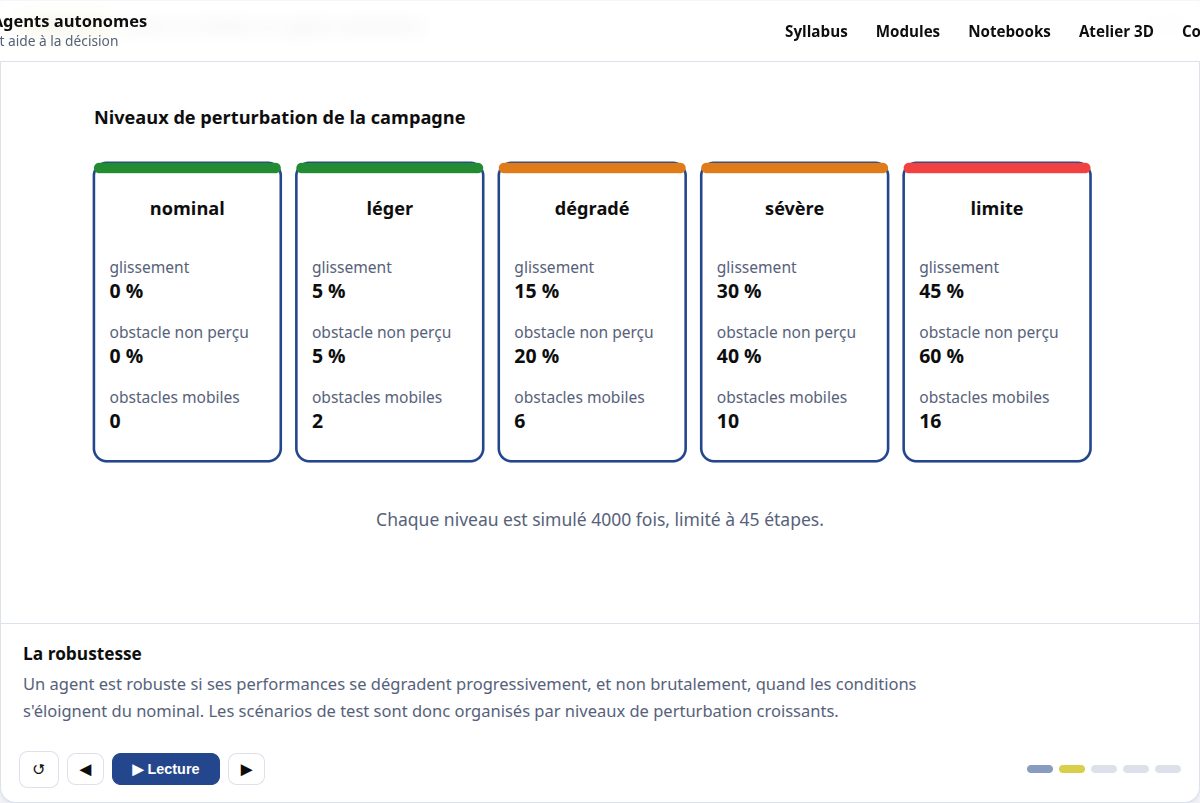 Agents autonomes
t aide à la décision
Syllabus Modules Notebooks Atelier 3D Co
Niveaux de perturbation de la campagne
nominal
glissement
0 %
obstacle non perçu
0 %
obstacles mobiles
0
léger
glissement
5 %
obstacle non perçu
5 %
obstacles mobiles
2
dégradé
glissement
15 %
obstacle non perçu
20 %
obstacles mobiles
6
sévère
glissement
30 %
obstacle non perçu
40 %
obstacles mobiles
10
limite
glissement
45 %
obstacle non perçu
60 %
obstacles mobiles
16
Chaque niveau est simulé 4000 fois, limité à 45 étapes.
La robustesse
Un agent est robuste si ses performances se dégradent progressivement, et non brutalement, quand les conditions
s'éloignent du nominal. Les scénarios de test sont donc organisés par niveaux de perturbation croissants.
↺ ◀ ▶ Lecture ▶